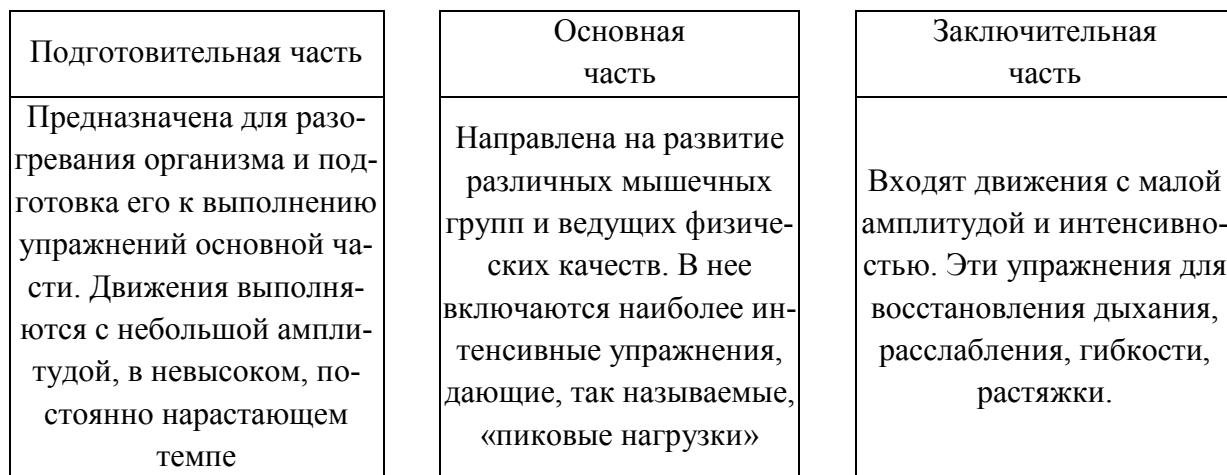 Подготовительная часть
Предназначена для разо-
гревания организма и под-
готовка его к выполнению
упражнений основной ча-
сти. Движения выполня-
ются с небольшой ампли-
тудой, в невысоком, по-
стоянно нарастающем
темпе
Основная
часть
Направлена на развитие
различных мышечных
групп и ведущих физиче-
ских качеств. В нее
включаются наиболее ин-
тенсивные упражнения,
дающие, так называемые,
«пиковые нагрузки»
Заключительная
часть
Входят движения с малой
амплитудой и интенсивно-
стью. Эти упражнения для
восстановления дыхания,
расслабления, гибкости,
растяжки.